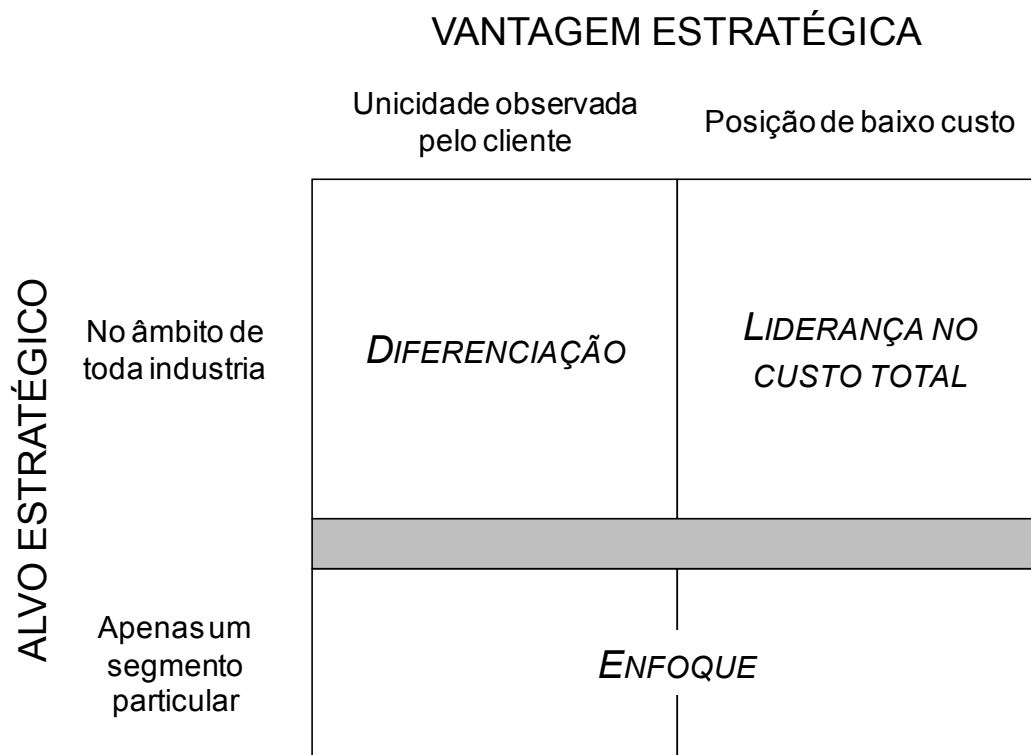 VANTAGEM ESTRATÉGICA
Unicidade observada
pelo cliente
Posição de baixo custo
ALVO ESTRATÉGICO
No âmbito de
toda industria
DIFERENCIAÇÃO
LIDERANÇA NO
CUSTO TOTAL
Apenas um
segmento
particular
ENFOQUE